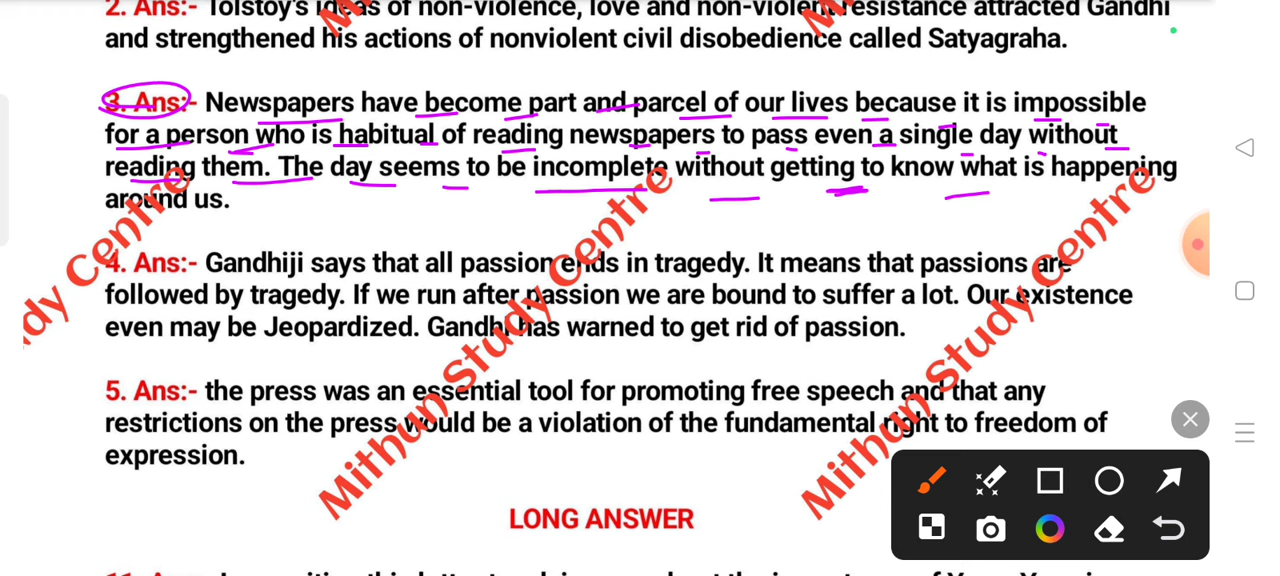 2. Ans:- Tolstoy's ideas of non-violence, love and non-violent resistance attracted Gandhi
and strengthened his actions of nonviolent civil disobedience called Satyagraha.
3. Ans:- Newspapers have become part and parcel of our lives because it is impossible
for a person who is habitual of reading newspapers to pass even a single day without
reading them. The day seems to be incomplete without getting to know what is happening
around us.
4. Ans:- Gandhiji says that all passion ends in tragedy. It means that passions are
followed by tragedy. If we run after passion we are bound to suffer a lot. Our existence
even may be Jeopardized. Gandhi has warned to get rid of passion.
5. Ans:- the press was an essential tool for promoting free speech and that any
restrictions on the press would be a violation of the fundamental right to freedom of
expression.
LONG ANSWER
dy Centre
Mithun Study Centre
Mithun Study Centre